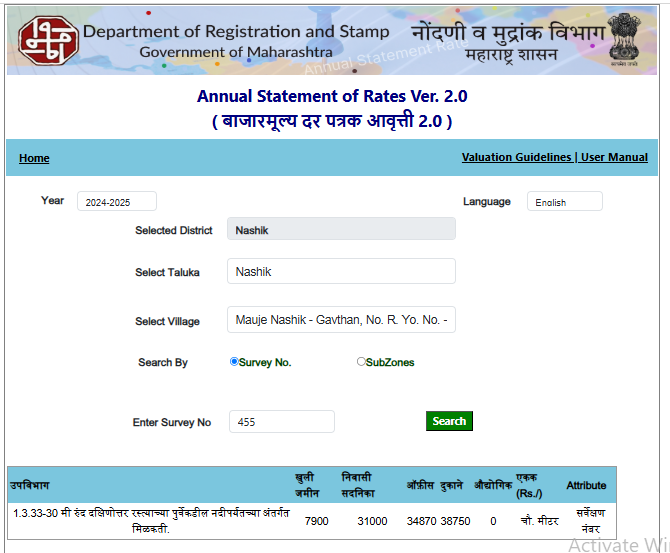 Department of Registration and Stamp
Government of Maharashtra
नोंदणी व मुद्रांक विभाग
महाराष्ट्र शासन
Annual Statement Rate
Annual Statement of Rates Ver. 2.0
( बाजारमूल्य दर पत्रक आवृत्ती 2.0 )
Home
Valuation Guidelines | User Manual
Year 2024-2025
Language English
Selected District Nashik
Select Taluka Nashik
Select Village Mauje Nashik - Gavthan, No. R. Yo. No. -
Search By Survey No. SubZones
Enter Survey No 455 Search
उपविभाग खुली जमीन निवासी सदनिका ऑफ़ीस दुकाने औद्योगिक एकक (Rs./) Attribute
1.3.33-30 मी रुंद दक्षिणोत्तर रस्त्याच्या पुर्वेकडील नदीपर्यंतच्या अंतर्गत
मिळकती. 7900 31000 34870 38750 0 चौ. मीटर सर्वेक्षण नंबर
Activate Wi